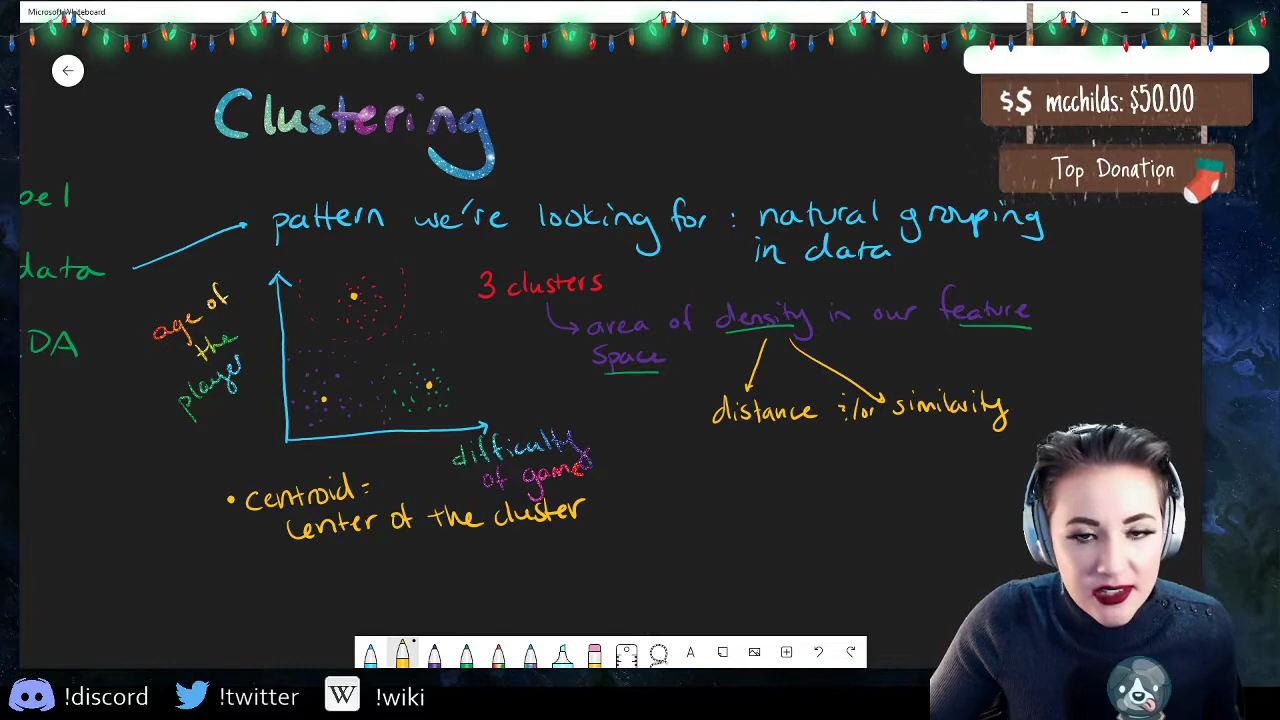 Microsoft Whiteboard
$$ mcchilds: $50.00
Top Donation
Clustering
pattern we're looking for : natural grouping
in data
data
3 clusters
area of density in our feature
space
age of
the
player
distance &/or similarity
difficulty
of game
• centroid =
center of the cluster
A
!discord
!twitter
W !wiki